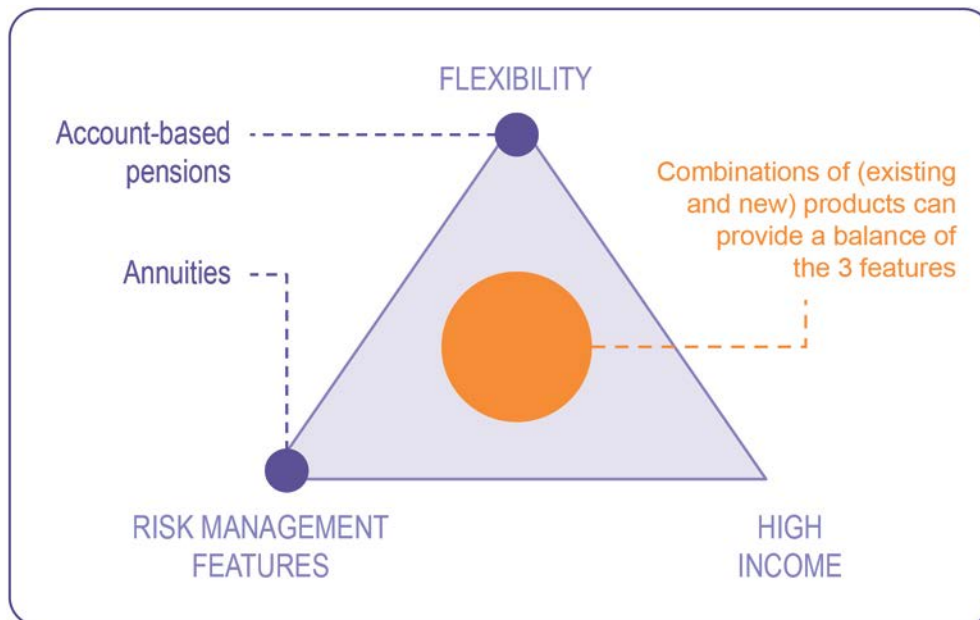 FLEXIBILITY
Account-based
pensions
Combinations of (existing
and new) products can
provide a balance of
the 3 features
Annuities
RISK MANAGEMENT
FEATURES
HIGH
INCOME